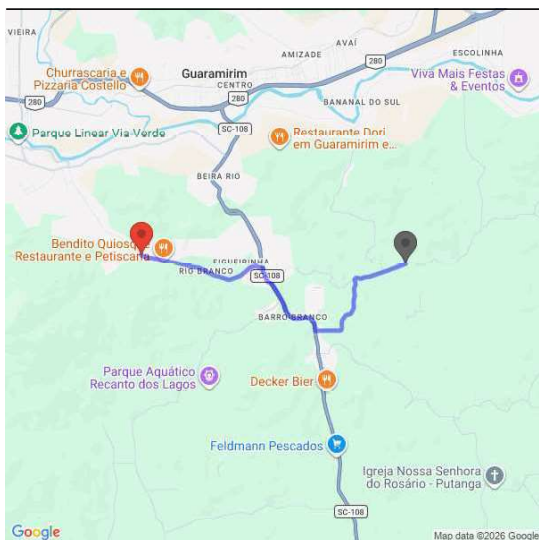 VIEIRA
AVAÍ
AMIZADE
ESCOLINHA
280
Churrascaria e
Pizzaria Costello
Guaramirim
CENTRO
Viva Mais Festas
& Eventos
280
280
BANANAL DO SUL
Parque Linear Via Verde
SC-108
Restaurante Dori
em Guaramirim e...
BEIRA RIO
Bendito Quiosque
Restaurante e Petiscaria
FIGUEIRINHA
RIO BRANCO
SC-108
BARRO BRANCO
Parque Aquático
Recanto dos Lagos
Decker Bier
Feldmann Pescados
Igreja Nossa Senhora
do Rosário - Putanga
SC-108
Google
Map data ©2026 Google